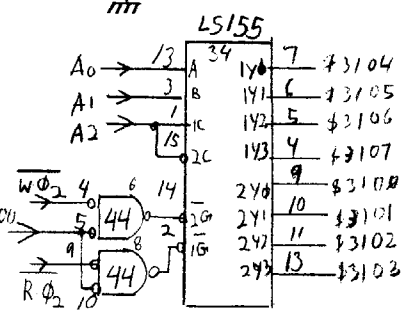 LS155
34
A0 13 A 1Y0 7 $3104
A1 3 B 1Y1 6 $3105
A2 1 1C 1Y2 5 $3106
15 2C 1Y3 4 $3107
2Y0 9 $3100
W̅Φ̅2̅ 4 44 6 14 2G 2Y1 10 $3101
5 2 1G 2Y2 11 $3102
9 44 8 2Y3 13 $3103
R̅ Φ̅2̅ 10